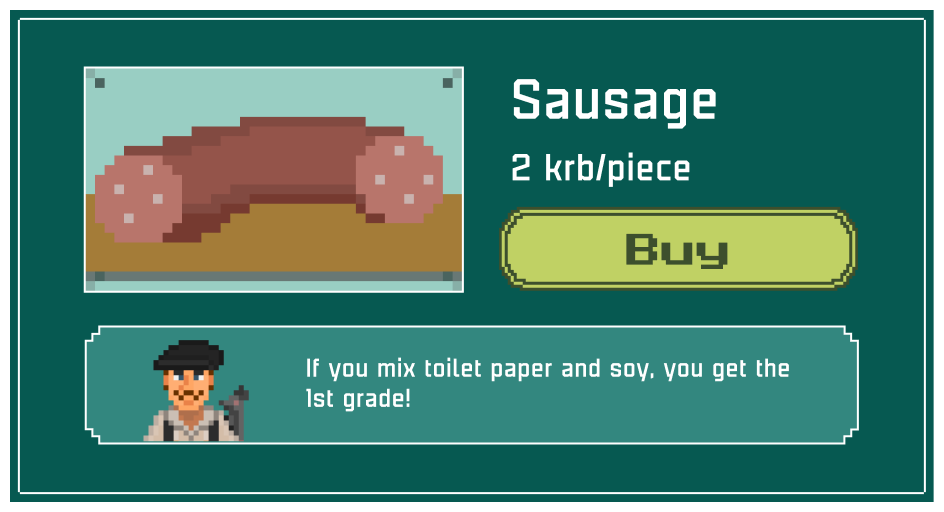 Sausage
2 krb/piece
Buy
If you mix toilet paper and soy, you get the
1st grade!